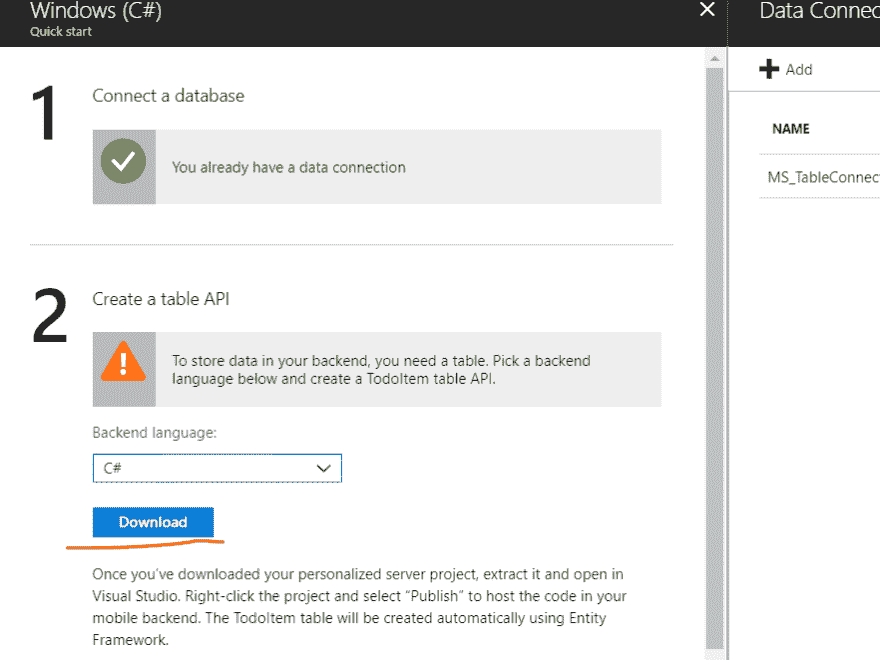 Windows (C#)
Quick start
1
Connect a database
You already have a data connection
2
Create a table API
To store data in your backend, you need a table. Pick a backend
language below and create a TodoItem table API.
Backend language:
C#
Download
Once you've downloaded your personalized server project, extract it and open in
Visual Studio. Right-click the project and select “Publish” to host the code in your
mobile backend. The TodoItem table will be created automatically using Entity
Framework.
Data Connec
Add
NAME
MS_TableConnect